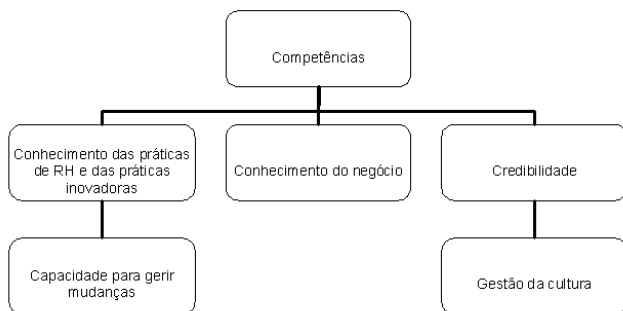 Competências
Conhecimento das práticas
de RH e das práticas
inovadoras
Conhecimento do negócio
Credibilidade
Capacidade para gerir
mudanças
Gestão da cultura